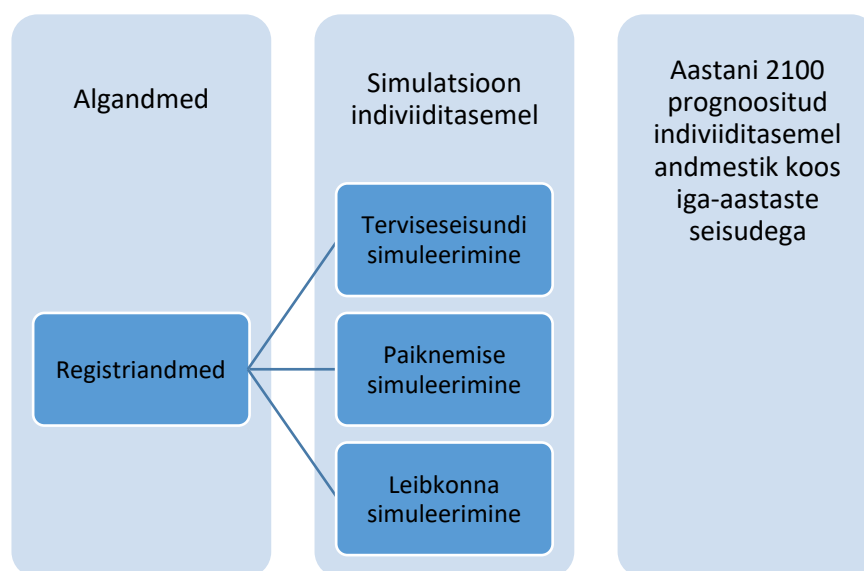 Algandmed
Registriandmed
Simulatsioon
indiviiditasemel
Terviseseisundi
simuleerimine
Paiknemise
simuleerimine
Leibkonna
simuleerimine
Aastani 2100
prognoositud
indiviiditasemel
andmestik koos
iga-aastaste
seisudega